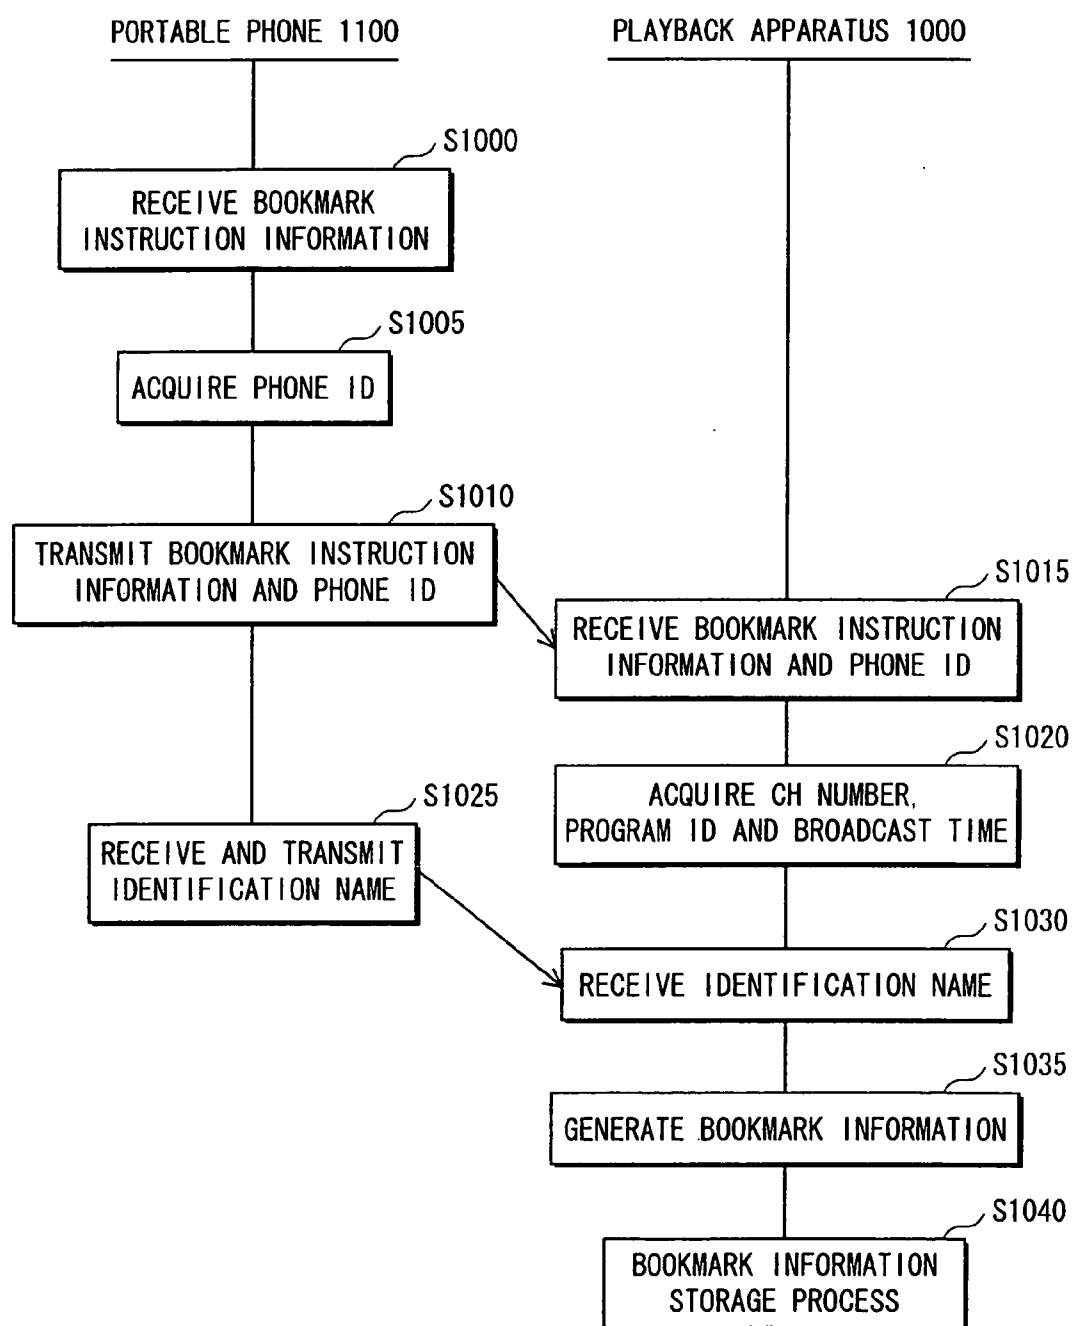 PORTABLE PHONE 1100
PLAYBACK APPARATUS 1000
S1000
RECEIVE BOOKMARK
INSTRUCTION INFORMATION
S1005
ACQUIRE PHONE ID
S1010
TRANSMIT BOOKMARK INSTRUCTION
INFORMATION AND PHONE ID
S1015
RECEIVE BOOKMARK INSTRUCTION
INFORMATION AND PHONE ID
S1020
ACQUIRE CH NUMBER,
PROGRAM ID AND BROADCAST TIME
S1025
RECEIVE AND TRANSMIT
IDENTIFICATION NAME
S1030
RECEIVE IDENTIFICATION NAME
S1035
GENERATE BOOKMARK INFORMATION
S1040
BOOKMARK INFORMATION
STORAGE PROCESS